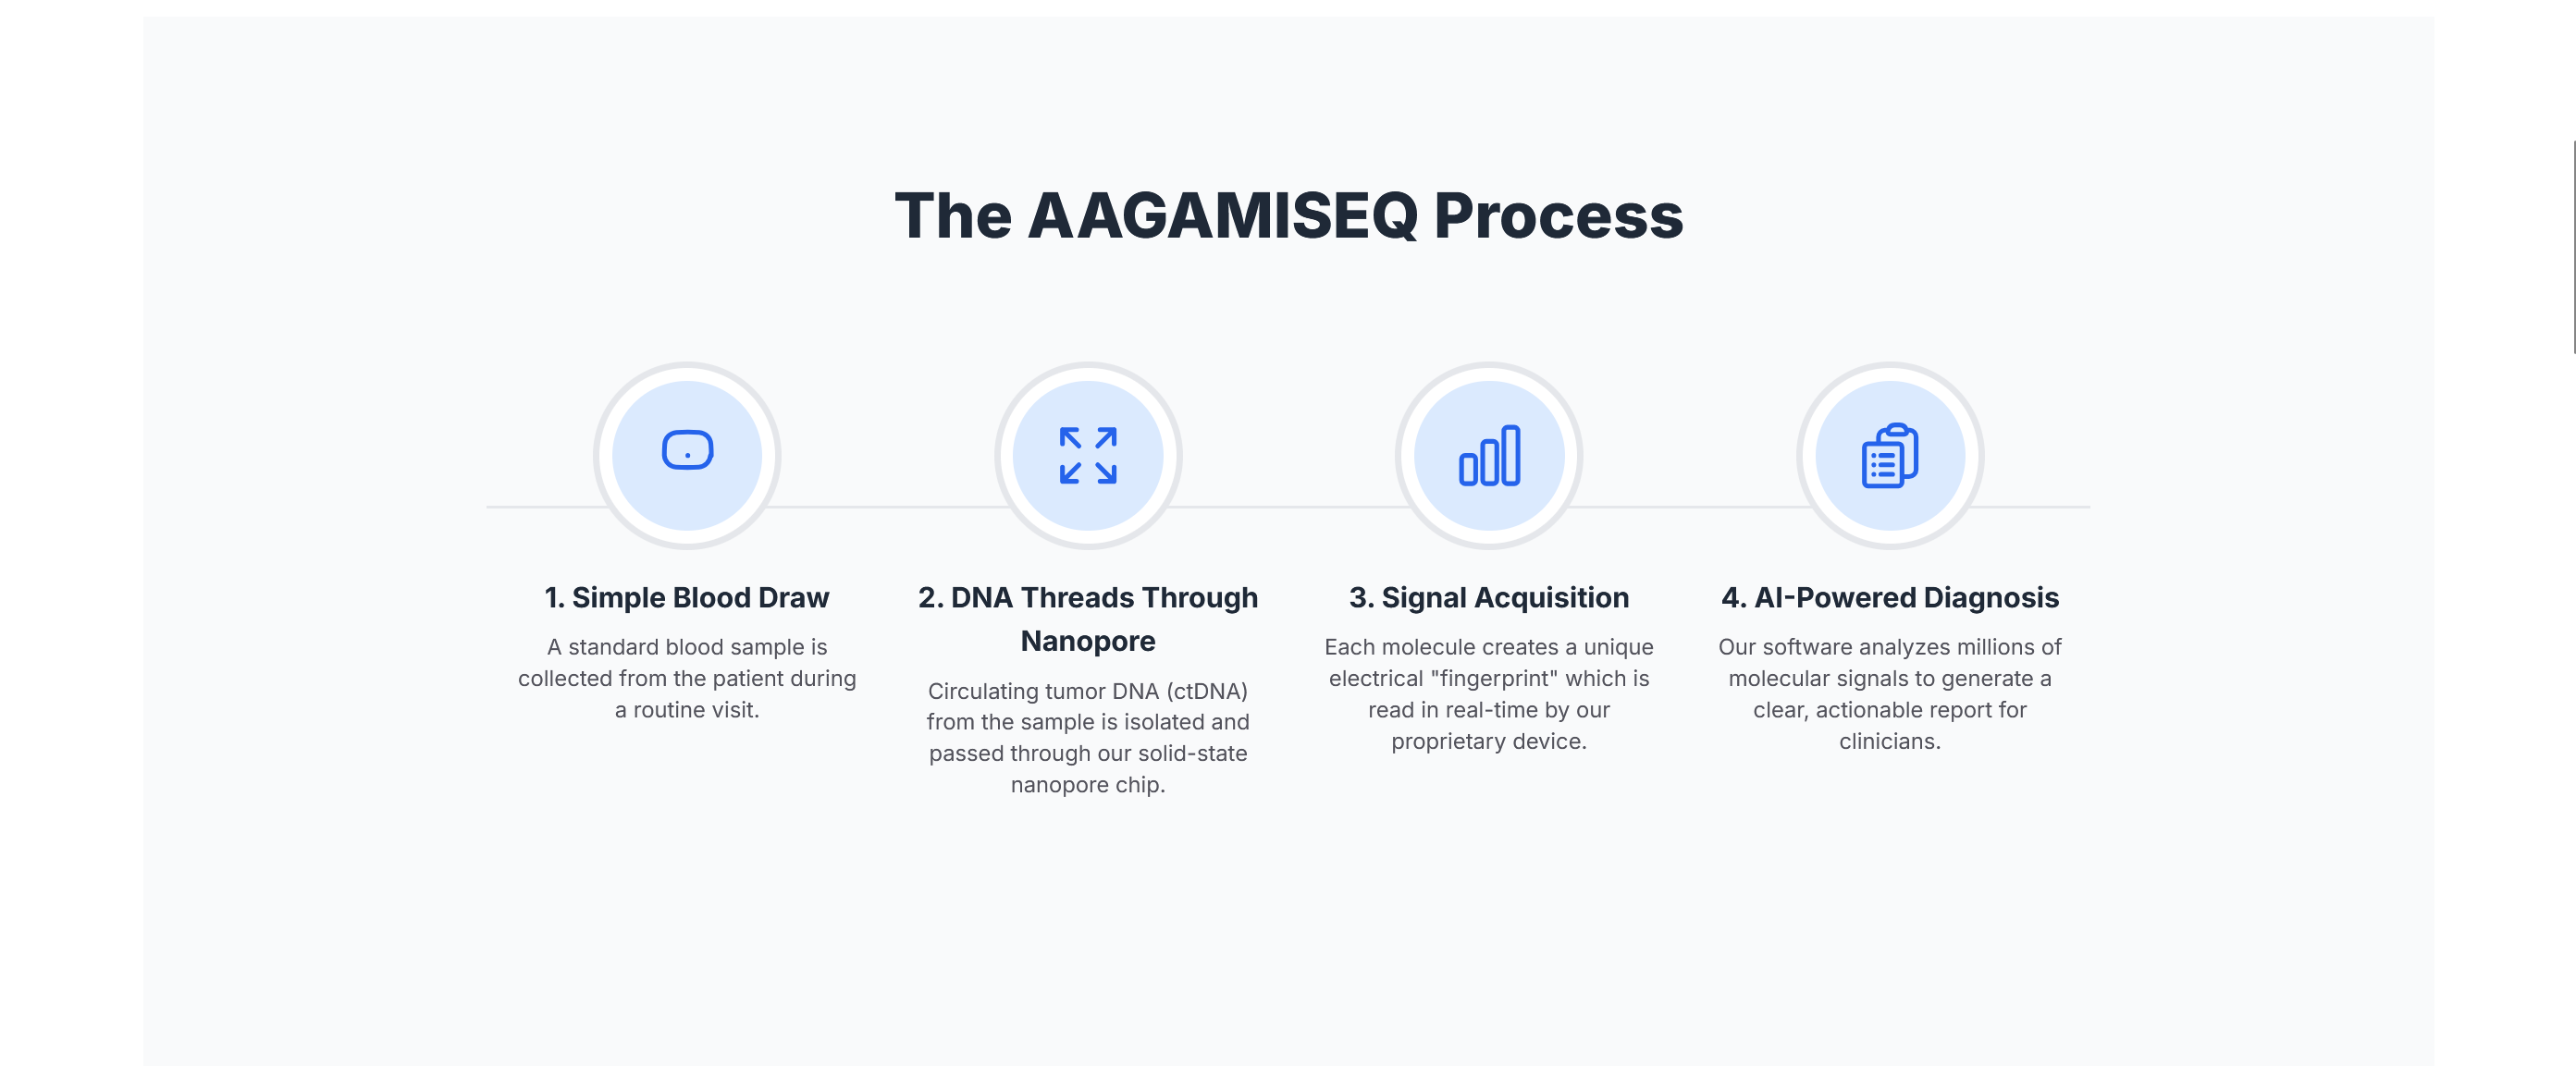 The AAGAMISEQ Process
1. Simple Blood Draw
A standard blood sample is
collected from the patient during
a routine visit.
2. DNA Threads Through
Nanopore
Circulating tumor DNA (ctDNA)
from the sample is isolated and
passed through our solid-state
nanopore chip.
3. Signal Acquisition
Each molecule creates a unique
electrical "fingerprint" which is
read in real-time by our
proprietary device.
4. AI-Powered Diagnosis
Our software analyzes millions of
molecular signals to generate a
clear, actionable report for
clinicians.